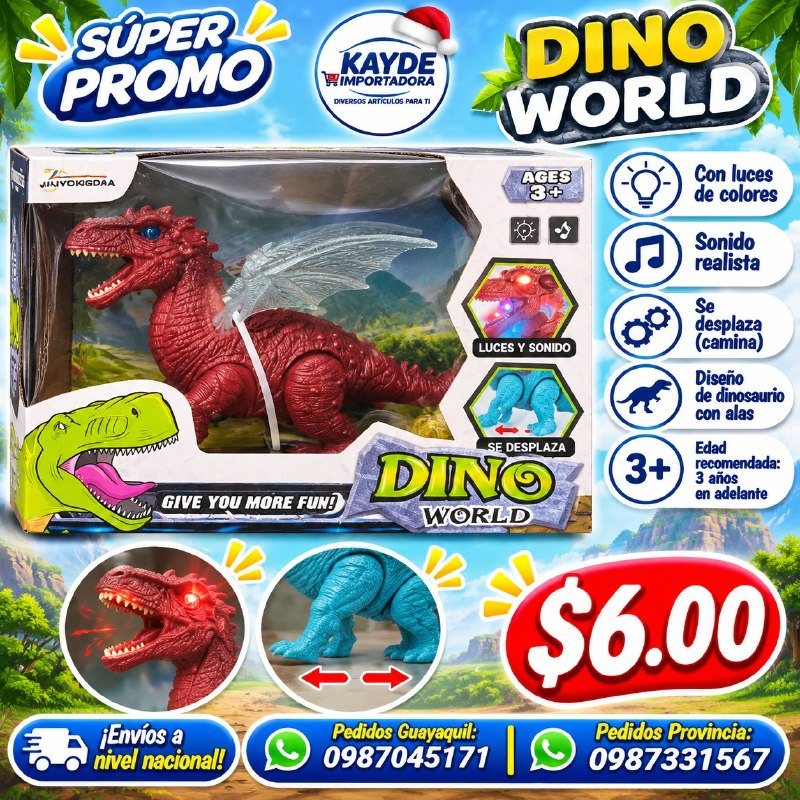 SÚPER
PROMO
KAYDE
IMPORTADORA
DIVERSOS ARTÍCULOS PARA TI
DINO
WORLD
JINYOKIGDAA
AGES
3+
LUCES Y SONIDO
SE DESPLAZA
GIVE YOU MORE FUN!
DINO
WORLD
Con luces
de colores
Sonido
realista
Se
desplaza
(camina)
Diseño
de dinosaurio
con alas
3+
Edad
recomendada:
3 años
en adelante
$6.00
¡Envíos a
nivel nacional!
Pedidos Guayaquil:
0987045171
Pedidos Provincia:
0987331567